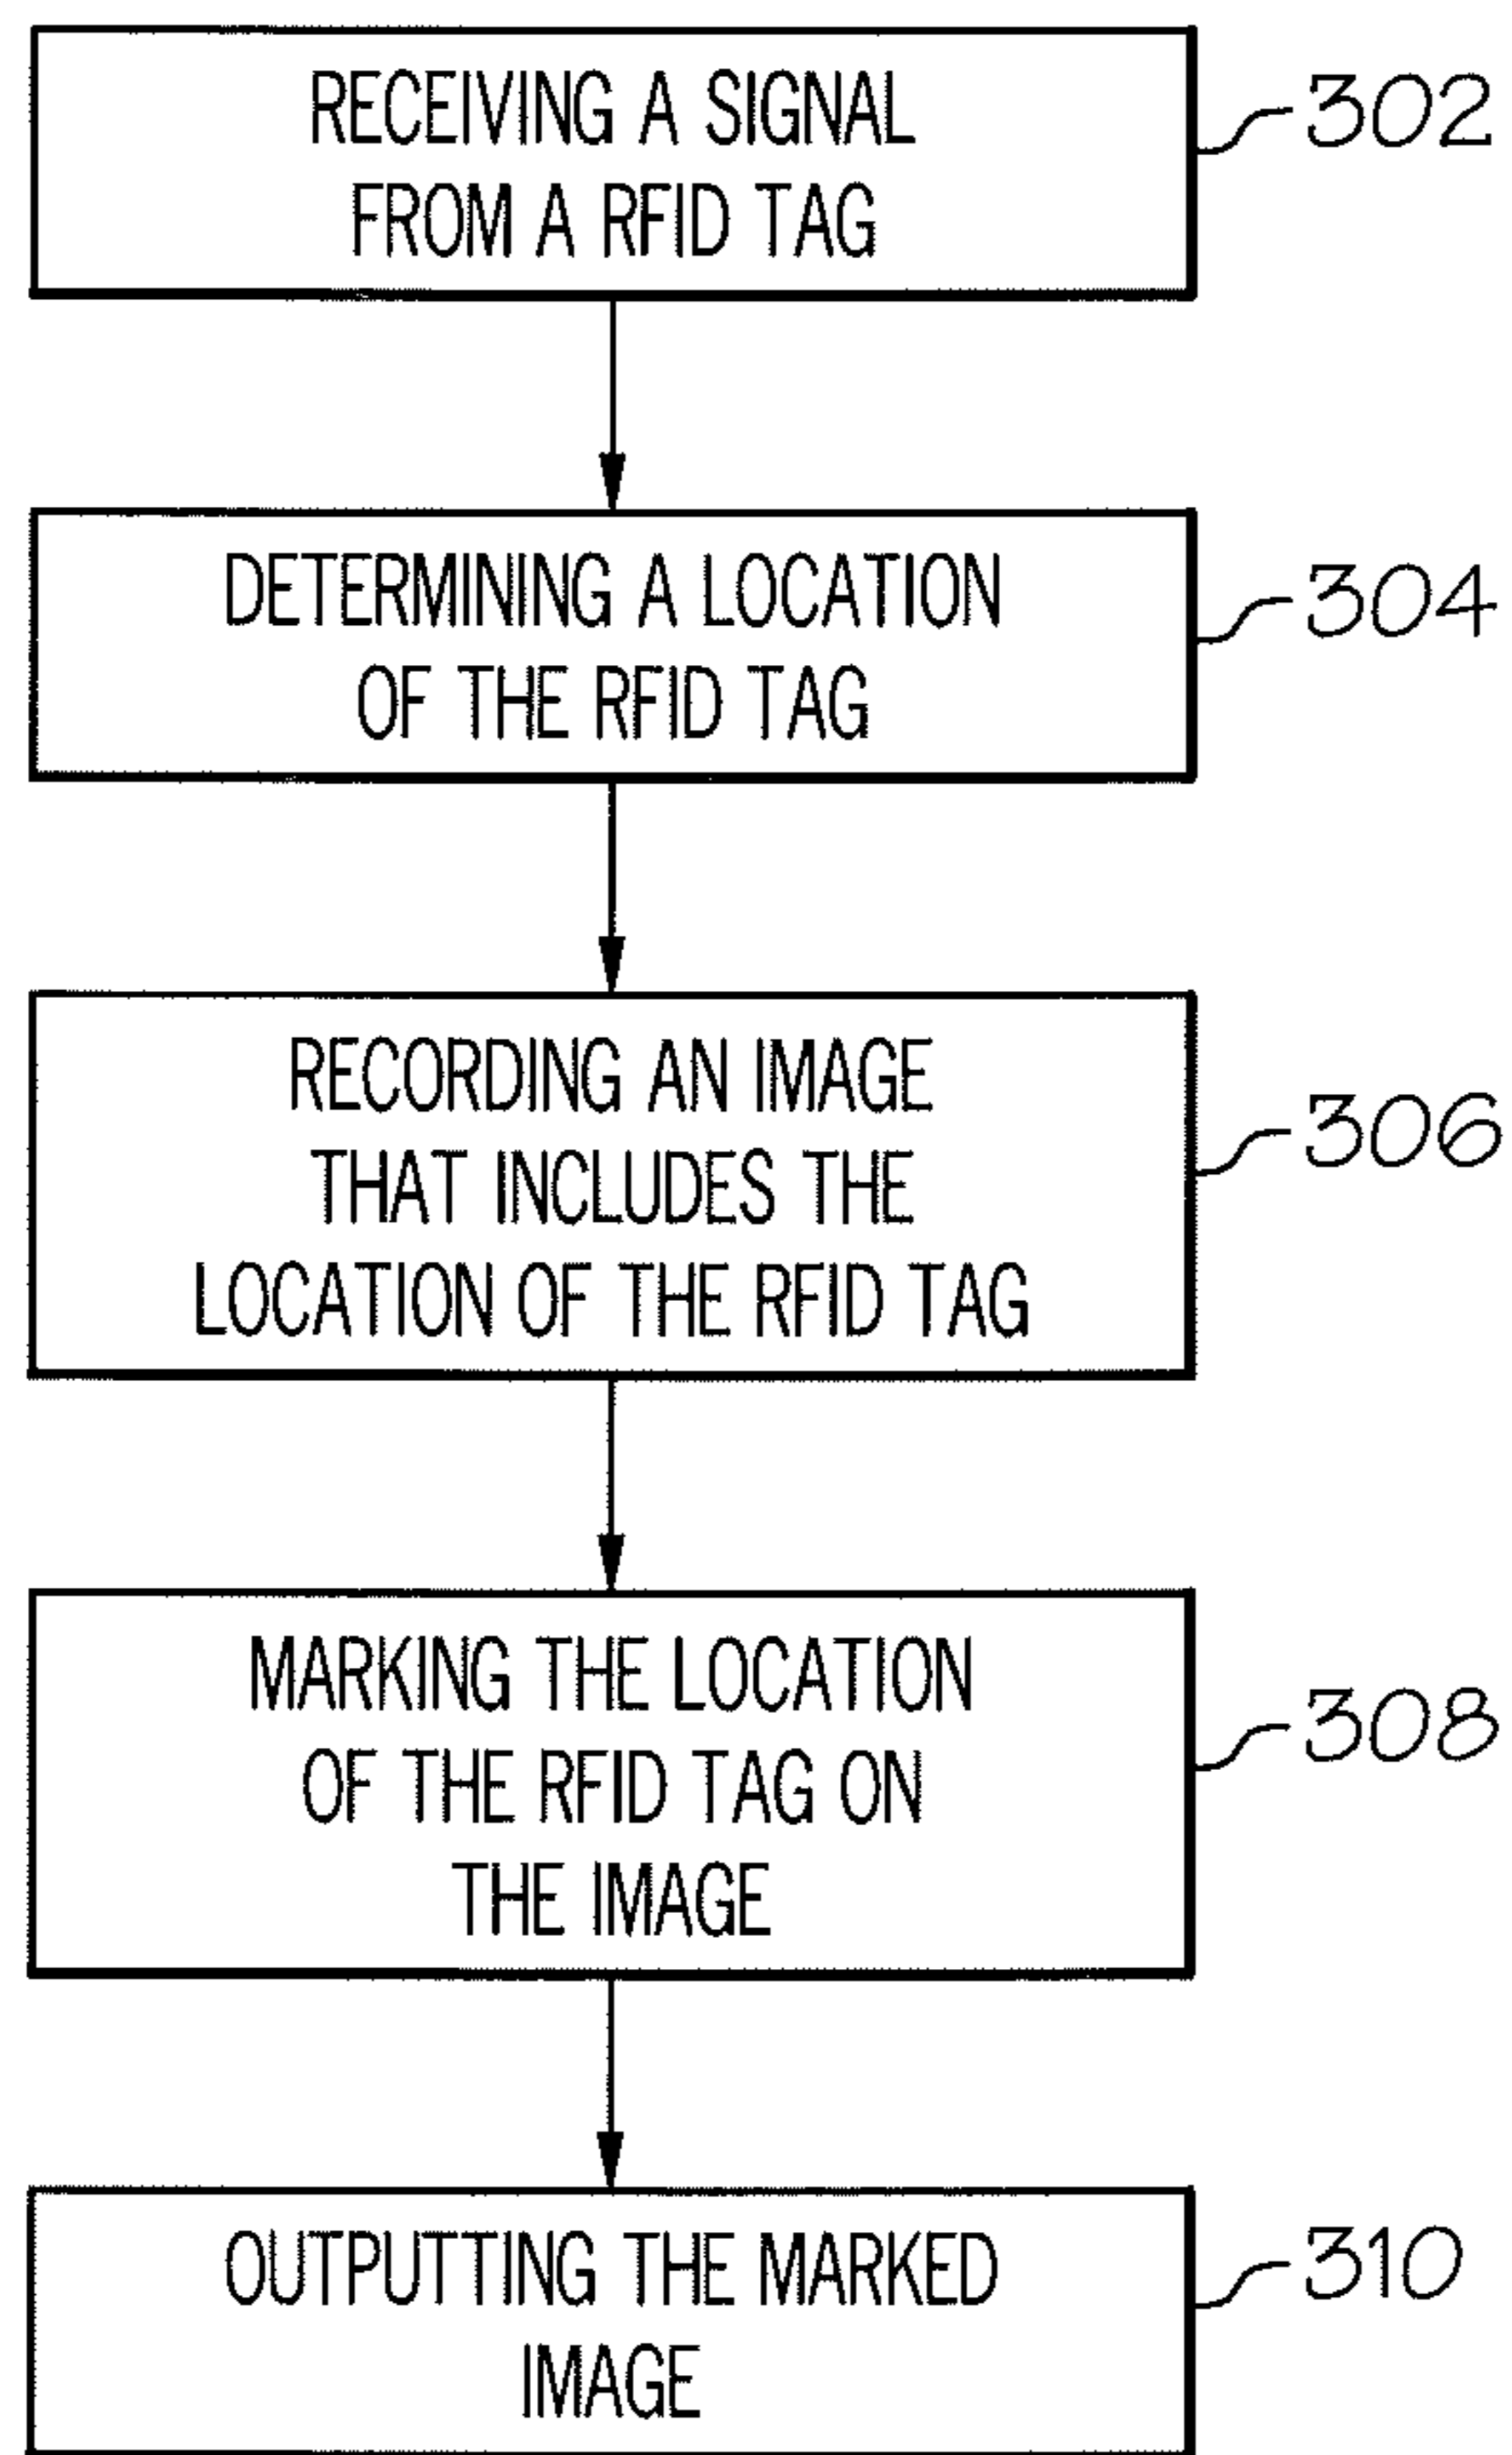 RECEIVING A SIGNAL
FROM A RFID TAG
302
DETERMINING A LOCATION
OF THE RFID TAG
304
RECORDING AN IMAGE
THAT INCLUDES THE
LOCATION OF THE RFID TAG
306
MARKING THE LOCATION
OF THE RFID TAG ON
THE IMAGE
308
OUTPUTTING THE MARKED
IMAGE
310